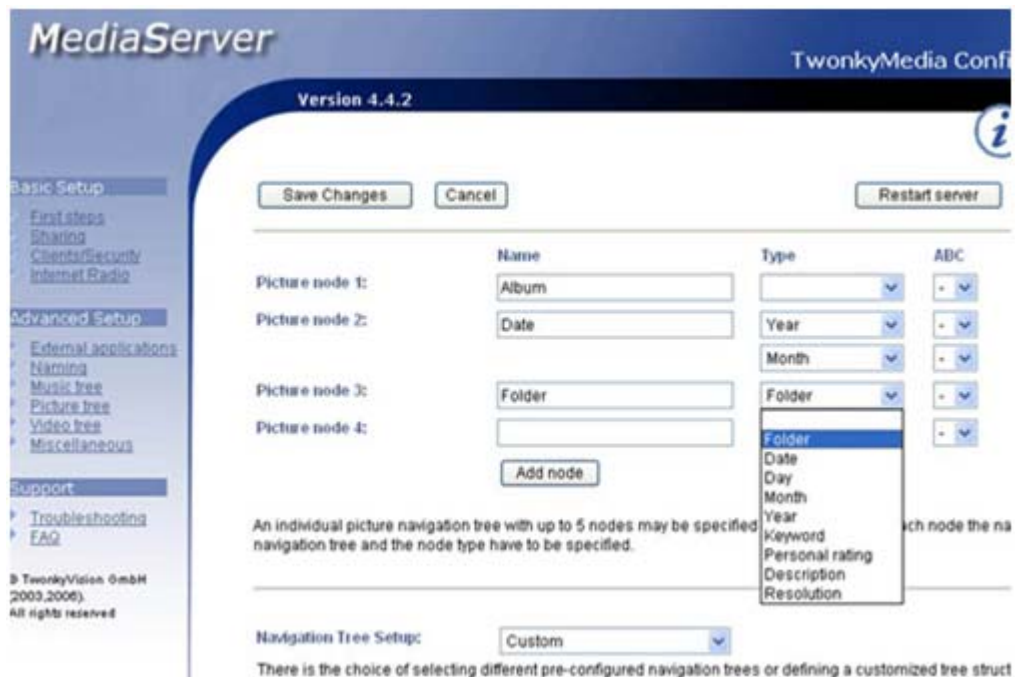 MediaServer
TwonkyMedia Confi
Version 4.4.2
i
Basic Setup
First steps
Sharing
Clients/Security
Internet Radio
Advanced Setup
External applications
Naming
Music tree
Picture tree
Video tree
Miscellaneous
Support
Troubleshooting
FAQ
© TwonkyVision GmbH
(2003,2006).
All rights reserved
Save Changes Cancel Restart server
Name Type ABC
Picture node 1: Album -
Picture node 2: Date Year -
Month -
Picture node 3: Folder Folder -
Picture node 4: -
Folder
Date
Day
Month
Year
Keyword
Personal rating
Description
Resolution
Add node
An individual picture navigation tree with up to 5 nodes may be specified ch node the na
navigation tree and the node type have to be specified.
Navigation Tree Setup: Custom
There is the choice of selecting different pre-configured navigation trees or defining a customized tree struct